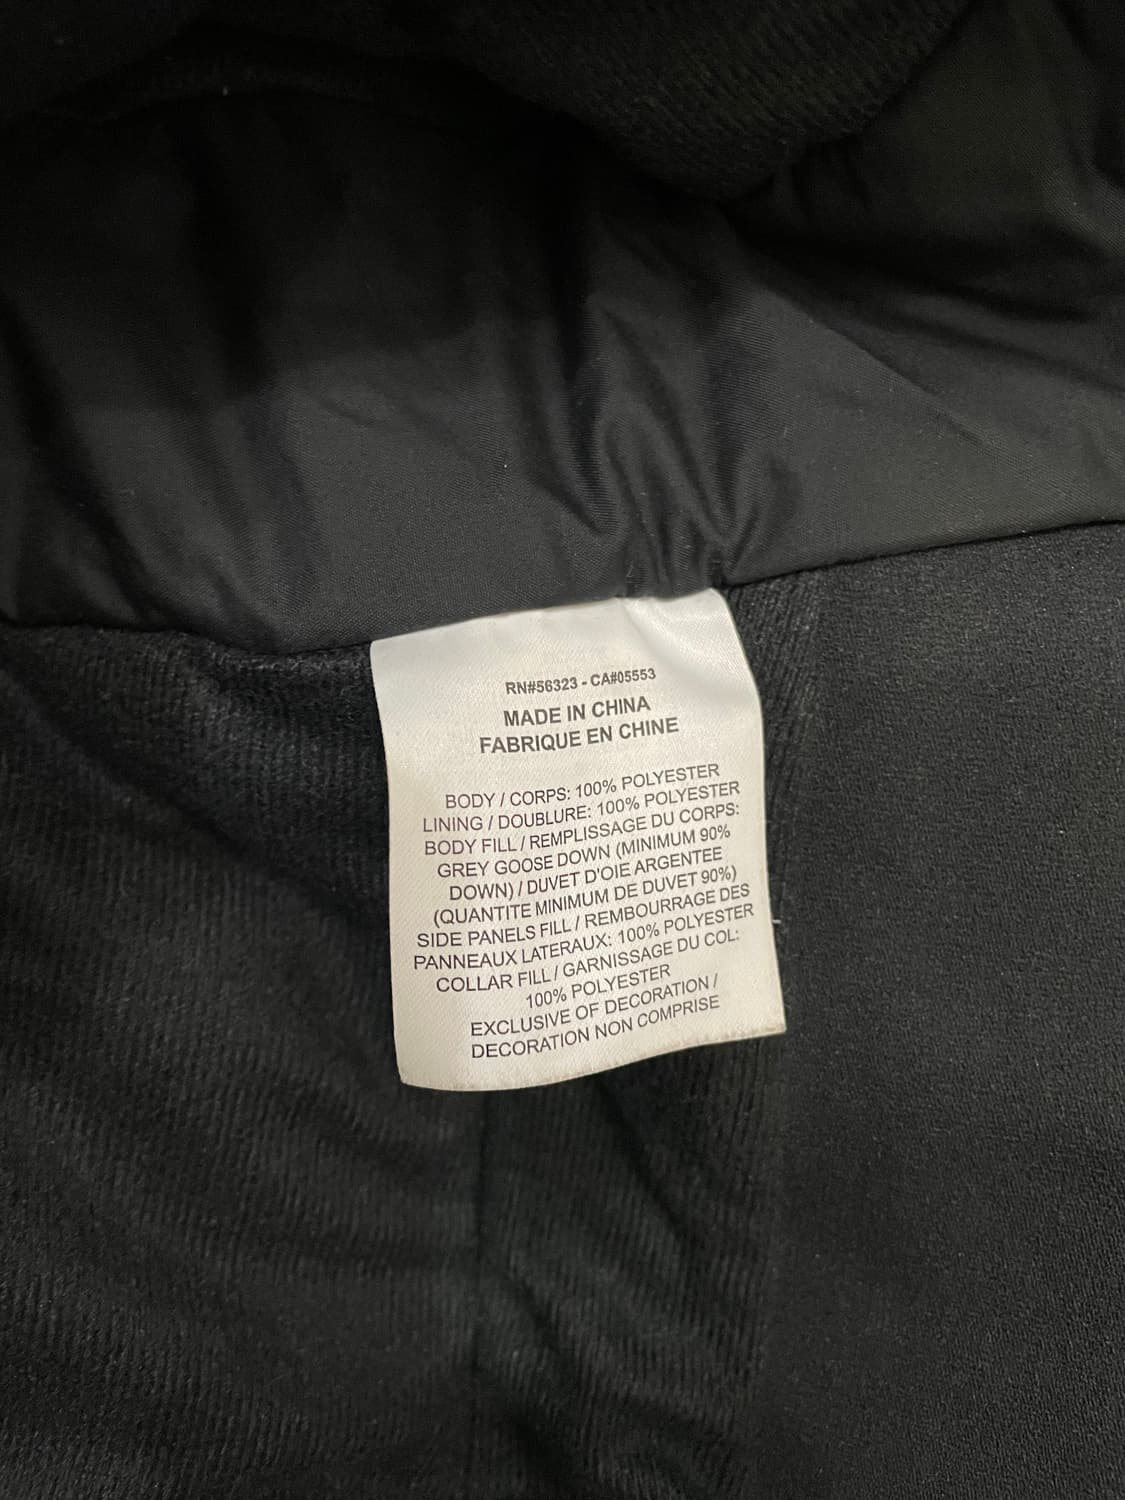 RN#56323 - CA#05553
MADE IN CHINA
FABRIQUE EN CHINE
BODY / CORPS: 100% POLYESTER
LINING / DOUBLURE: 100% POLYESTER
BODY FILL / REMPLISSAGE DU CORPS:
GREY GOOSE DOWN (MINIMUM 90%
DOWN) / DUVET D'OIE ARGENTEE
(QUANTITE MINIMUM DE DUVET 90%)
SIDE PANELS FILL / REMBOURRAGE DES
PANNEAUX LATERAUX: 100% POLYESTER
COLLAR FILL / GARNISSAGE DU COL:
100% POLYESTER
EXCLUSIVE OF DECORATION /
DECORATION NON COMPRISE